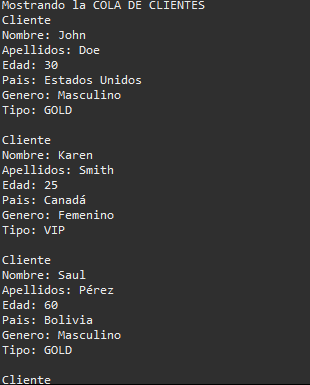 Mostrando la COLA DE CLIENTES
Cliente
Nombre: John
Apellidos: Doe
Edad: 30
Pais: Estados Unidos
Genero: Masculino
Tipo: GOLD
Cliente
Nombre: Karen
Apellidos: Smith
Edad: 25
Pais: Canadá
Genero: Femenino
Tipo: VIP
Cliente
Nombre: Saul
Apellidos: Pérez
Edad: 60
Pais: Bolivia
Genero: Masculino
Tipo: GOLD
Cliente